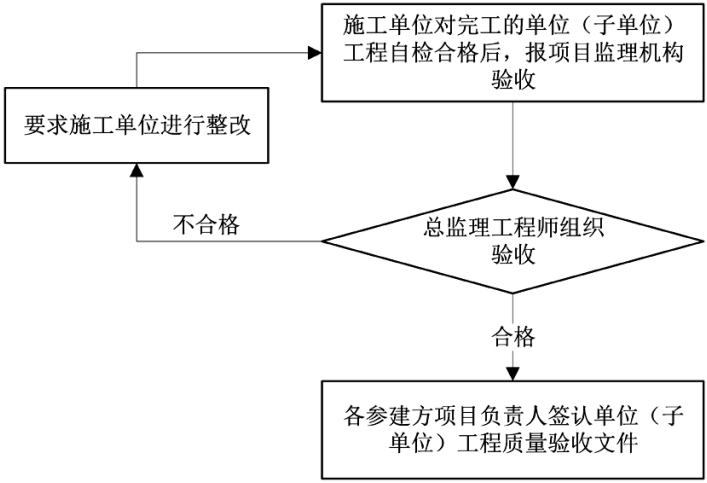 施工单位对完工的单位（子单位）
工程自检合格后，报项目监理机构
验收
要求施工单位进行整改
不合格
总监理工程师组织
验收
合格
各参建方项目负责人签认单位（子
单位）工程质量验收文件